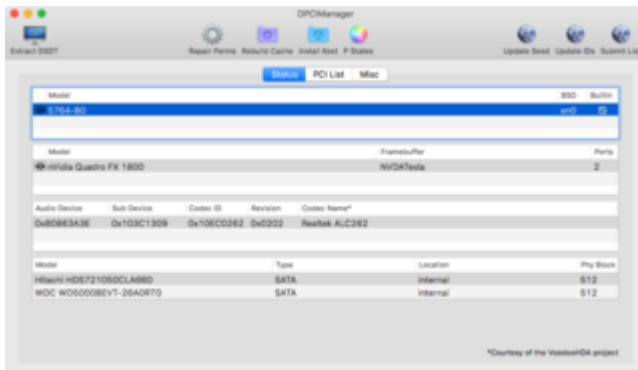 DPCIManager
Extract DSDT Repair Perms Rebuild Cache Install Kext P States Update Seed Update IDs Submit List
Status PCI List Misc
Model BSD Builtin
5764-B0 en0
Model Framebuffer Ports
nVidia Quadro FX 1800 NVDATesla 2
Audio Device Sub Device Codec ID Revision Codec Name*
0x80863A3E 0x103C1309 0x10EC0262 0x0202 Realtek ALC262
Model Type Location Phy Block
Hitachi HDS721050CLA660 SATA Internal 512
WDC WD5000BEVT-26A0RT0 SATA Internal 512
*Courtesy of the VoodooHDA project